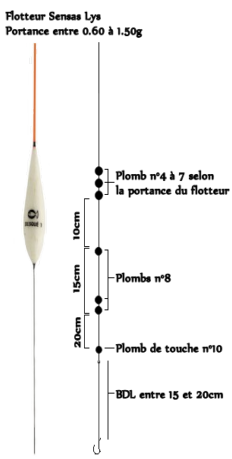 Flotteur Sensas Lys
Portance entre 0.60 à 1.50g
Plomb n°4 à 7 selon
la portance du flotteur
10cm
15cm
Plombs n°8
20cm
Plomb de touche n°10
BDL entre 15 et 20cm